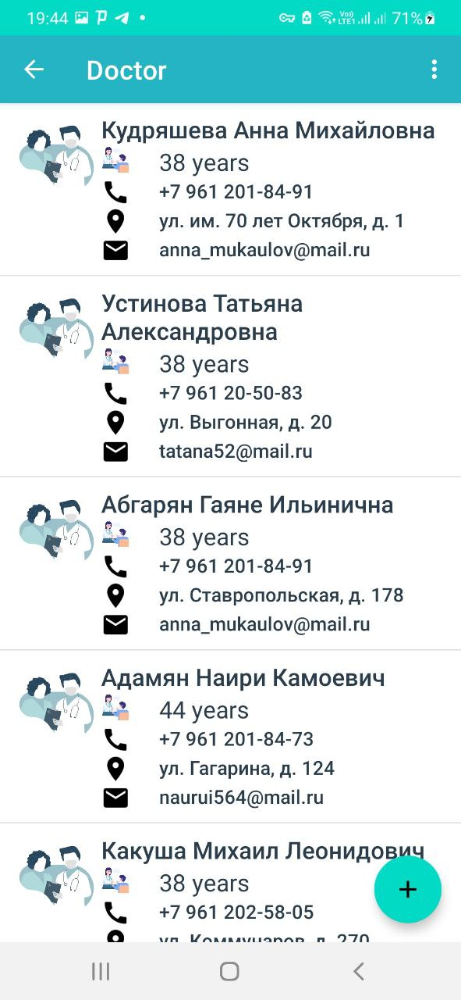 19:44
Vo))
LTE1
71%
Doctor
Кудряшева Анна Михайловна
38 years
+7 961 201-84-91
ул. им. 70 лет Октября, д. 1
anna_mukaulov@mail.ru
Устинова Татьяна
Александровна
38 years
+7 961 20-50-83
ул. Выгонная, д. 20
tatana52@mail.ru
Абгарян Гаяне Ильинична
38 years
+7 961 201-84-91
ул. Ставропольская, д. 178
anna_mukaulov@mail.ru
Адамян Наири Камоевич
44 years
+7 961 201-84-73
ул. Гагарина, д. 124
naurui564@mail.ru
Какуша Михаил Леонидович
38 years
+7 961 202-58-05
ул. Коммунаров, д. 270